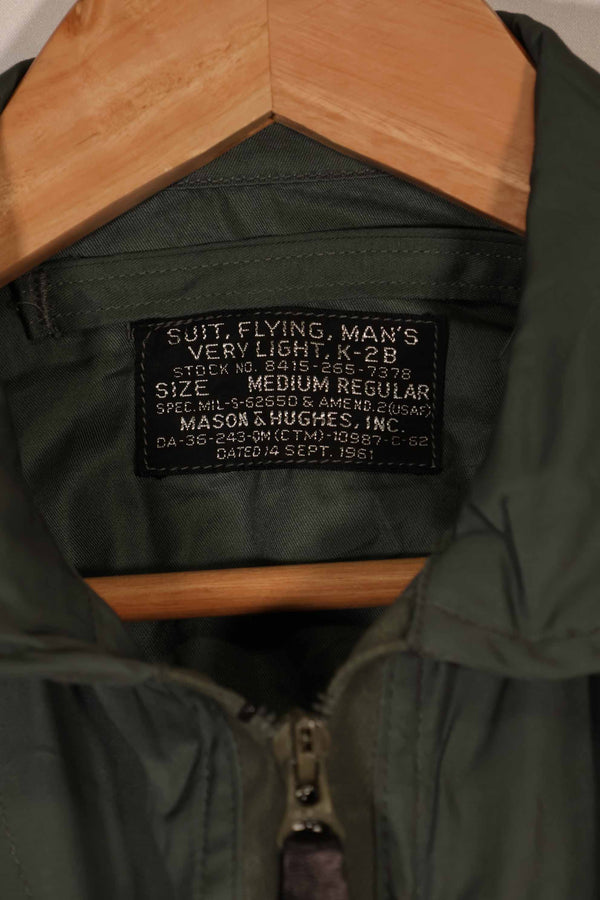 SUIT, FLYING, MAN'S
VERY LIGHT, K-2B
STOCK NO. 8415-265-7378
SIZE MEDIUM REGULAR
SPEC. MIL-S-6265D & AMEND.2(USAF)
MASON & HUGHES, INC.
DA-36-243-QM(CTM)-10987-C-62
DATED 14 SEPT. 1961